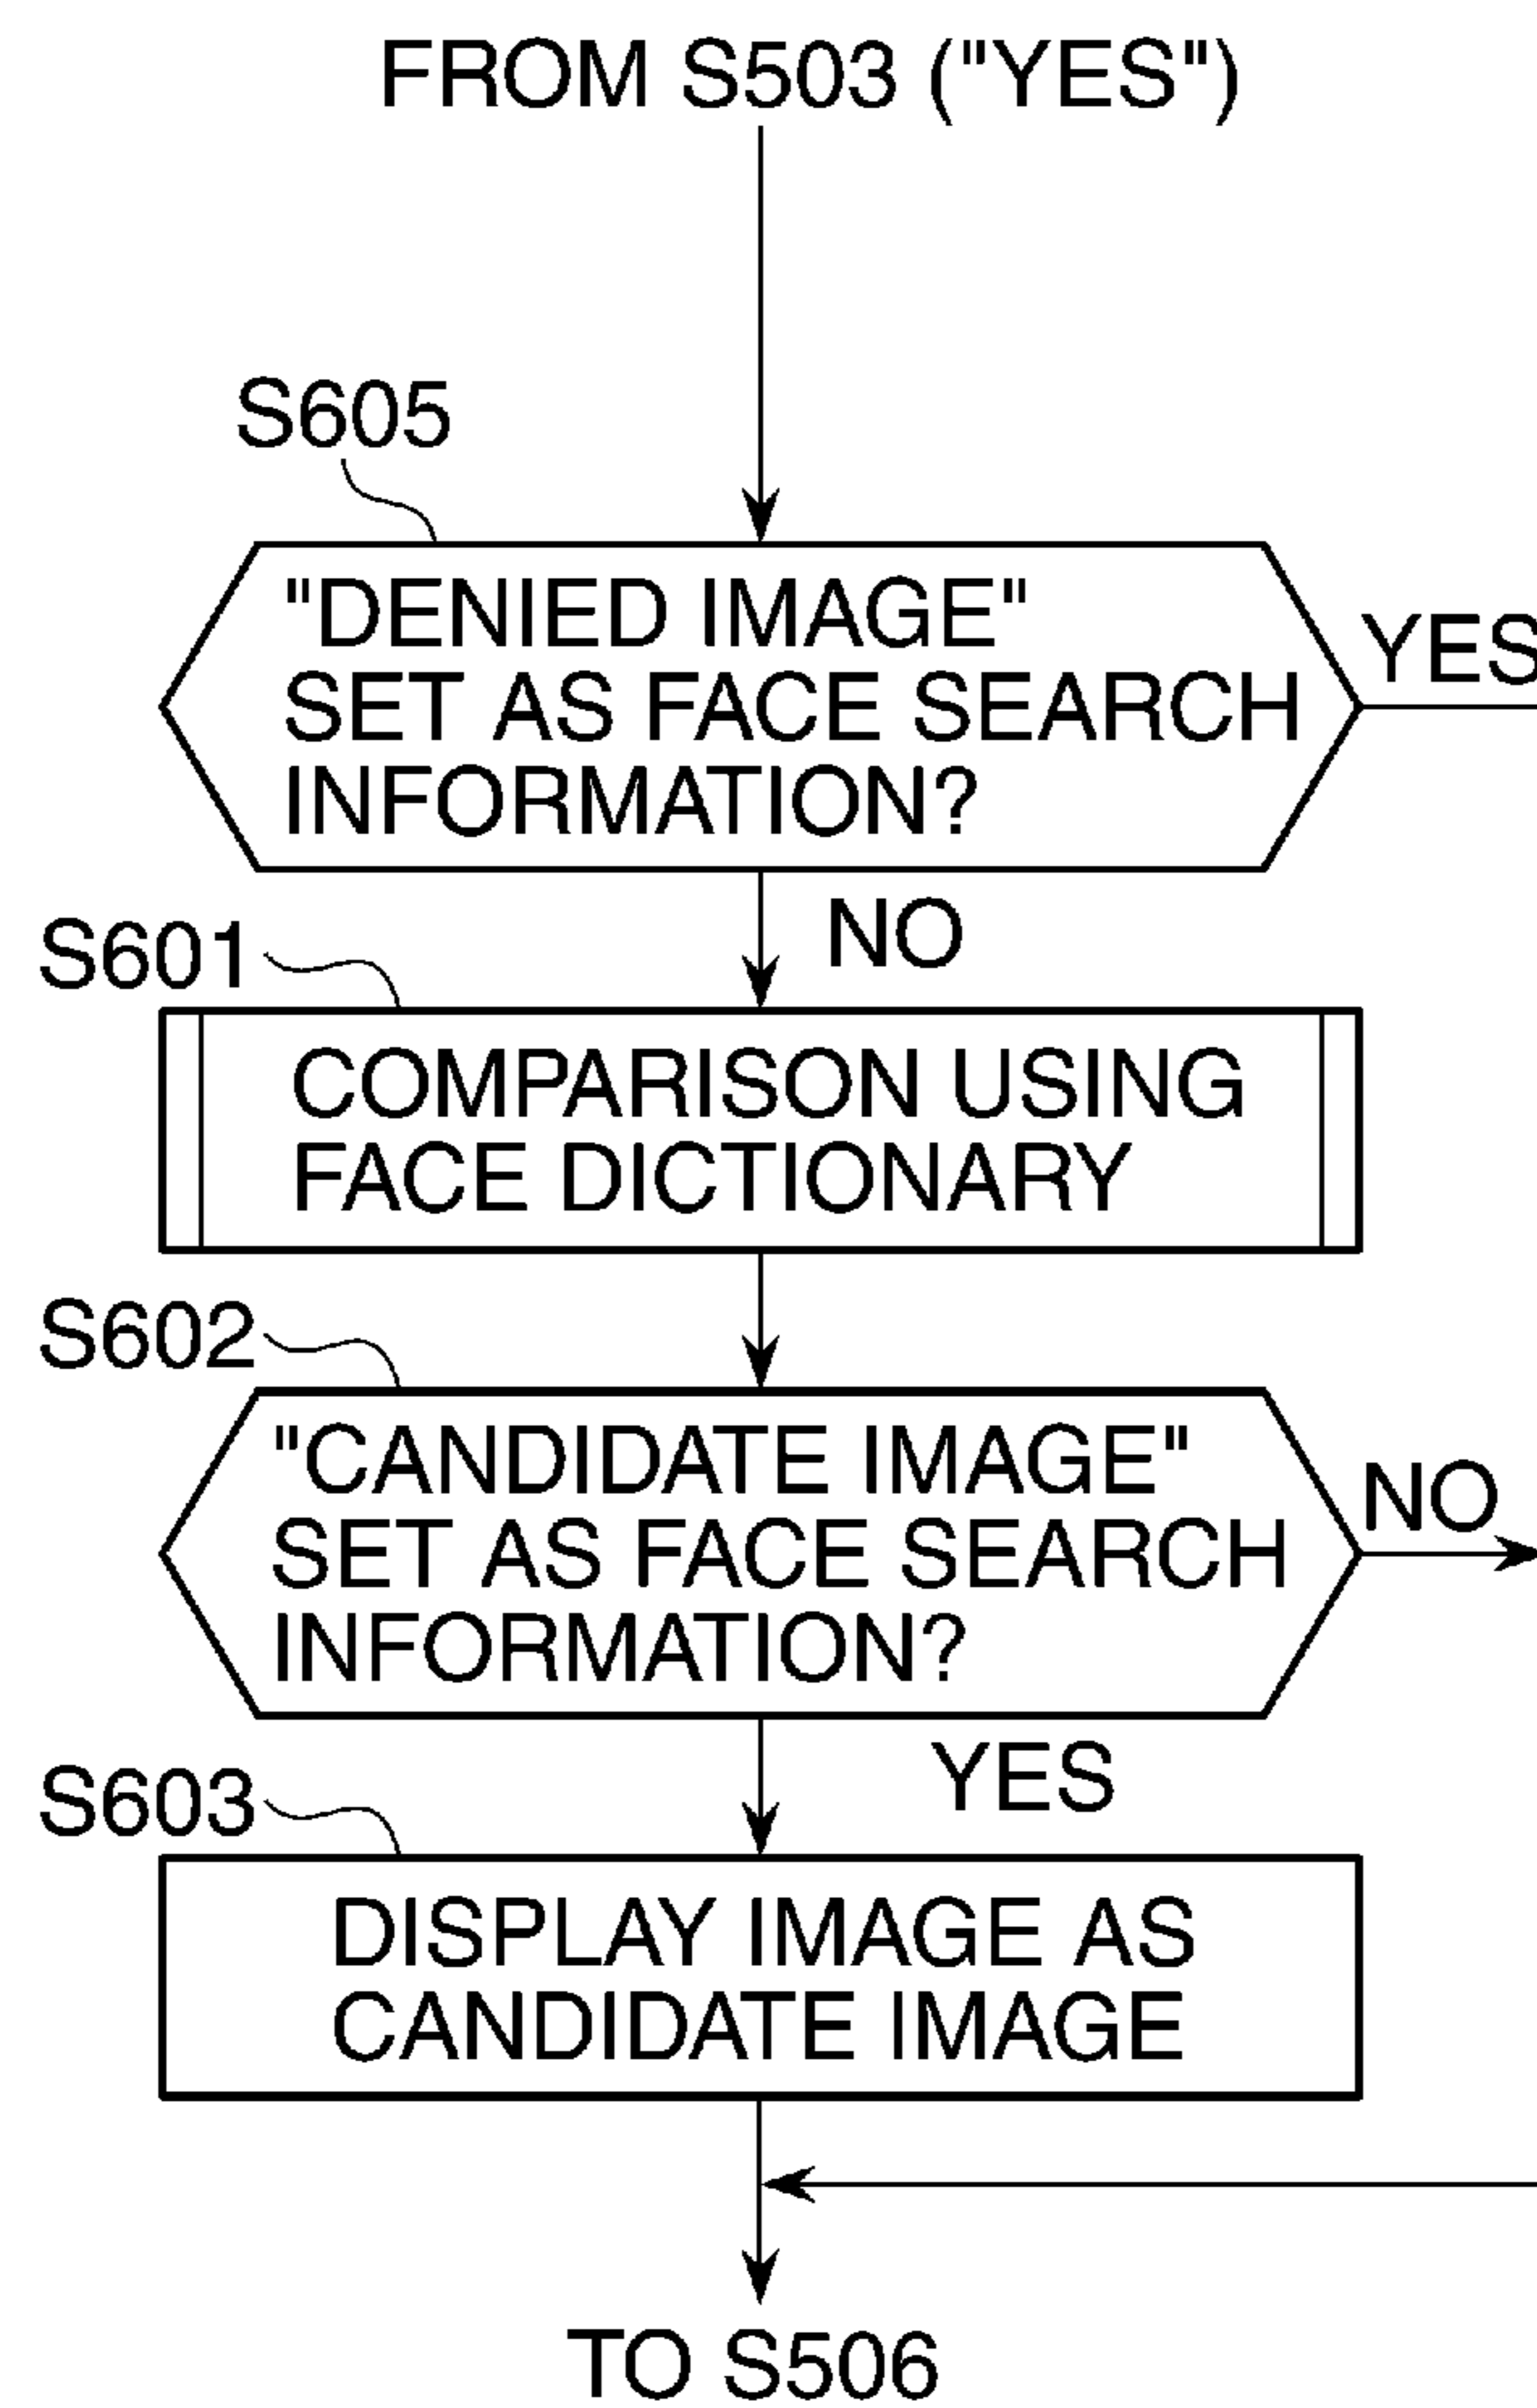 FROM S503 ("YES")
S605
"DENIED IMAGE"
SET AS FACE SEARCH
INFORMATION?
YES
NO
S601
COMPARISON USING
FACE DICTIONARY
S602
"CANDIDATE IMAGE"
SET AS FACE SEARCH
INFORMATION?
NO
YES
S603
DISPLAY IMAGE AS
CANDIDATE IMAGE
TO S506